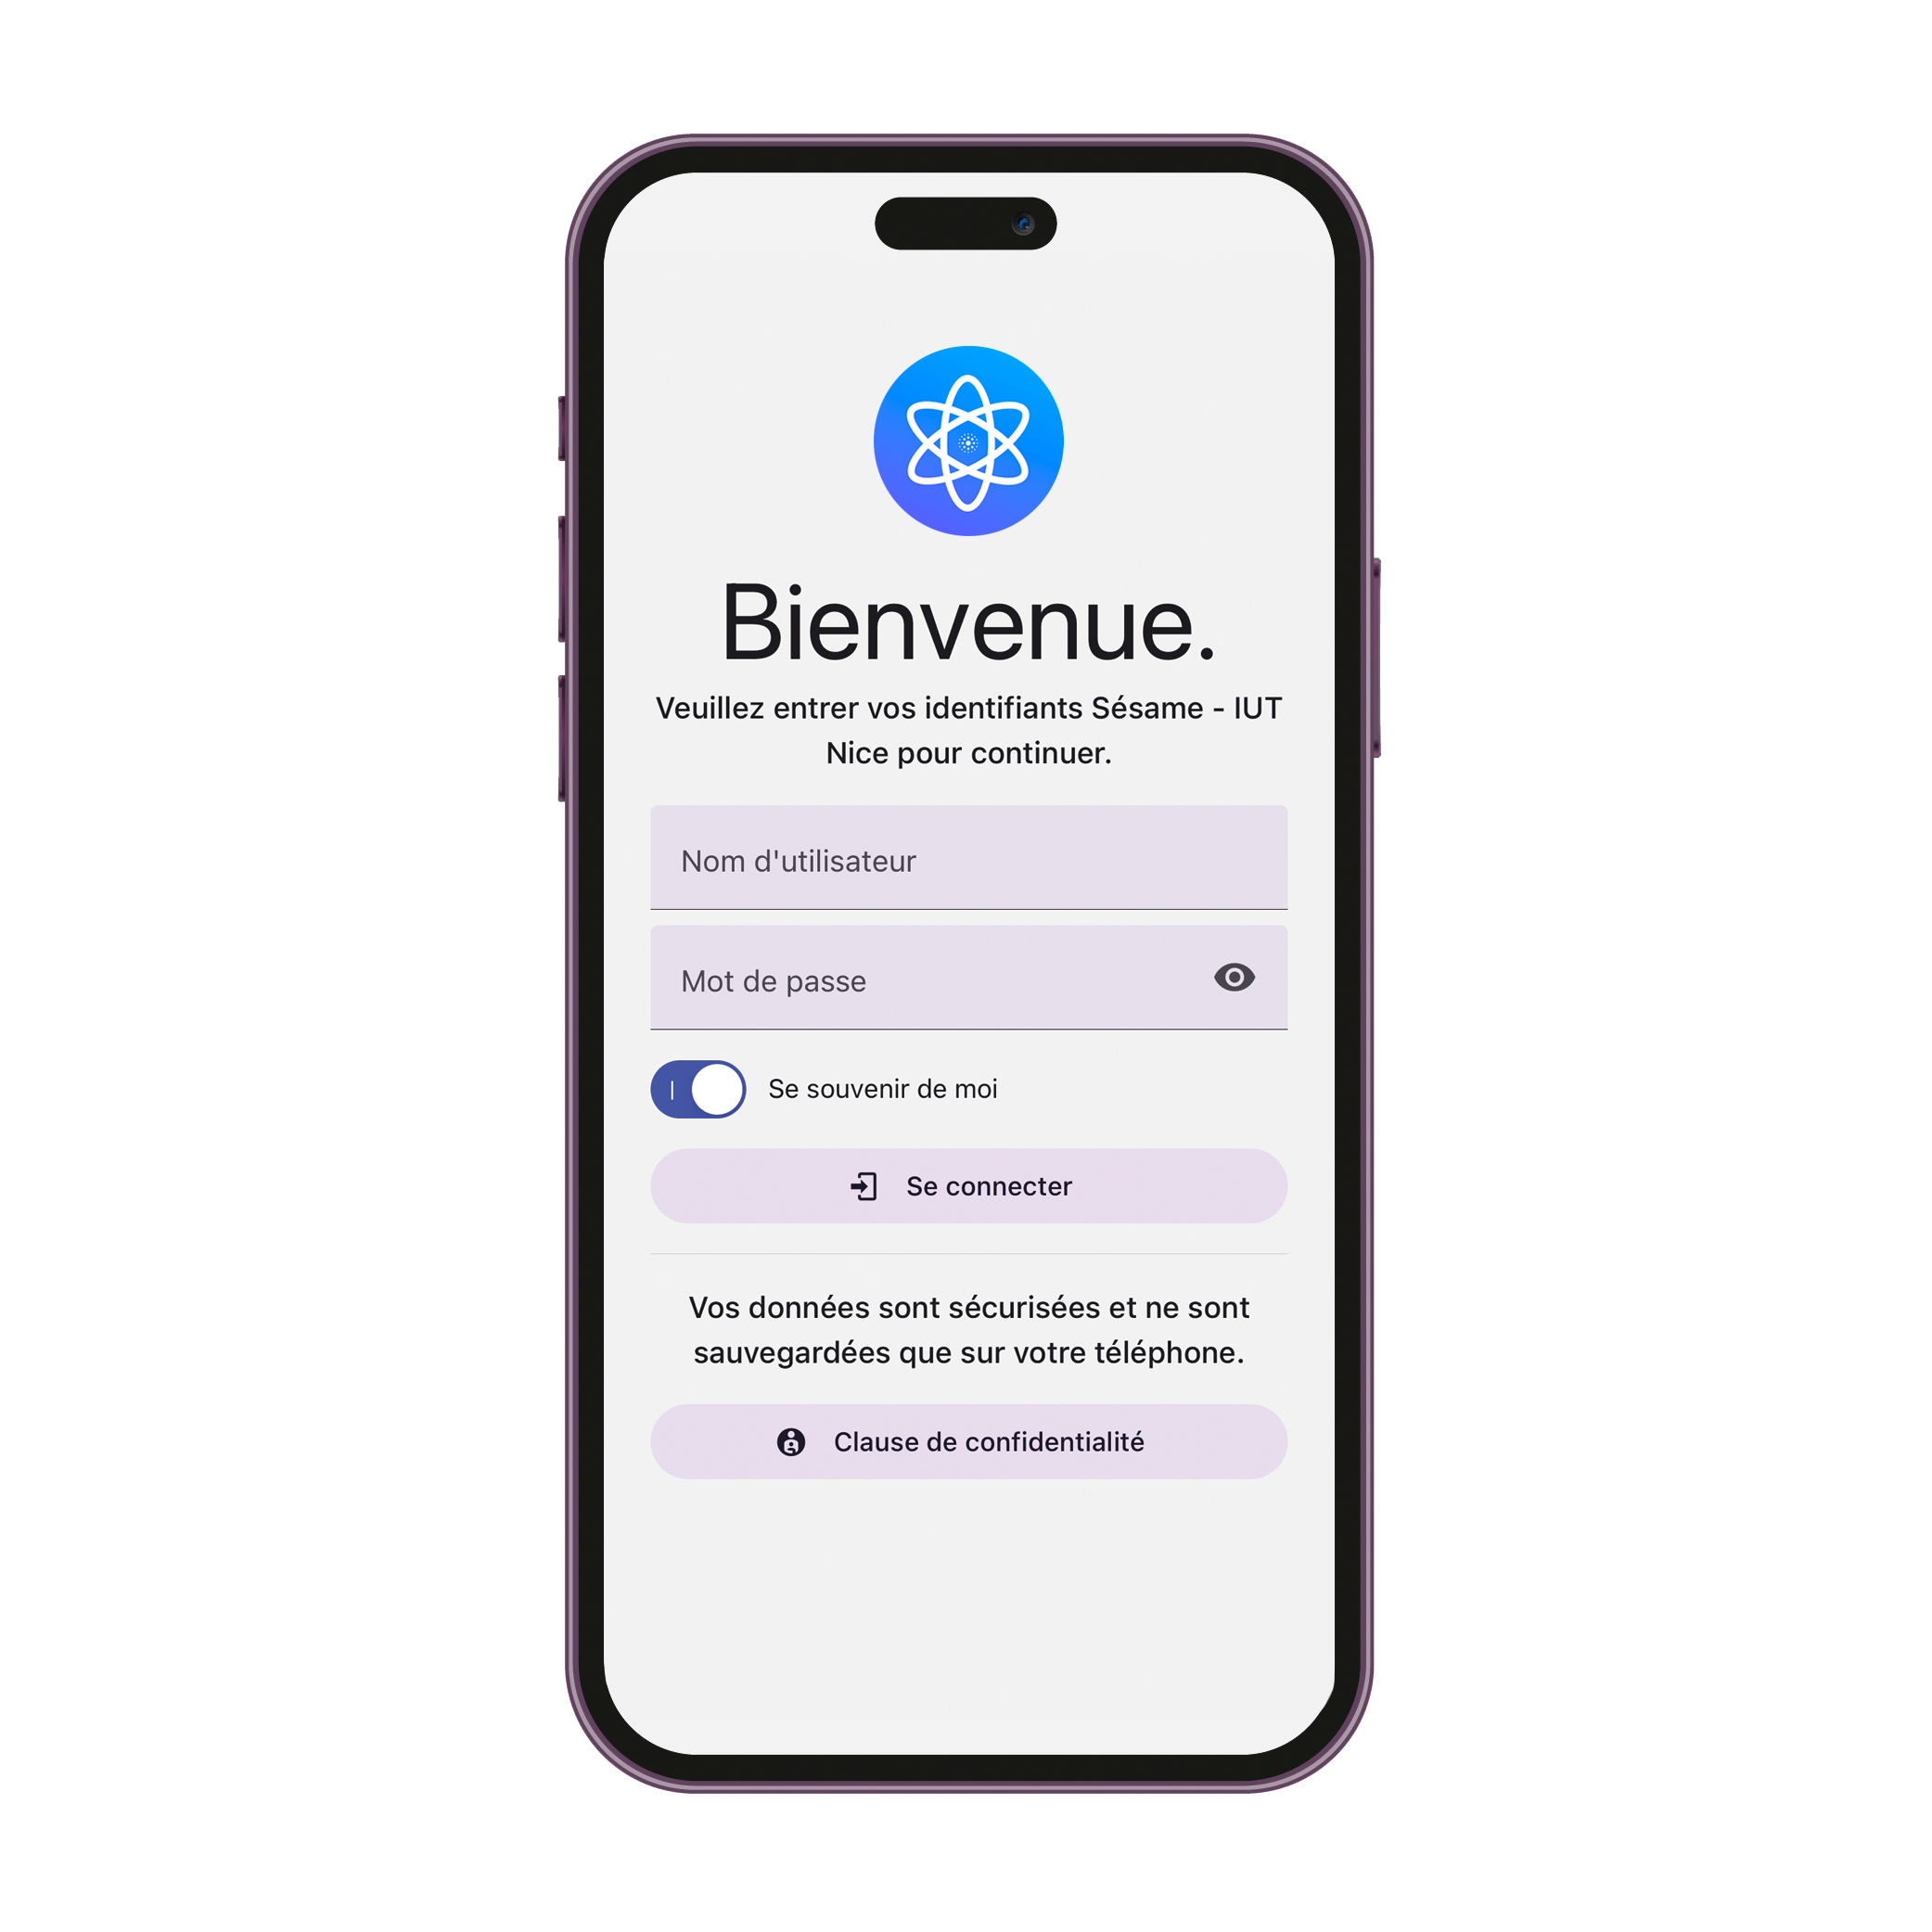 Bienvenue.
Veuillez entrer vos identifiants Sésame - IUT
Nice pour continuer.
Nom d'utilisateur
Mot de passe
Se souvenir de moi
Se connecter
Vos données sont sécurisées et ne sont
sauvegardées que sur votre téléphone.
Clause de confidentialité